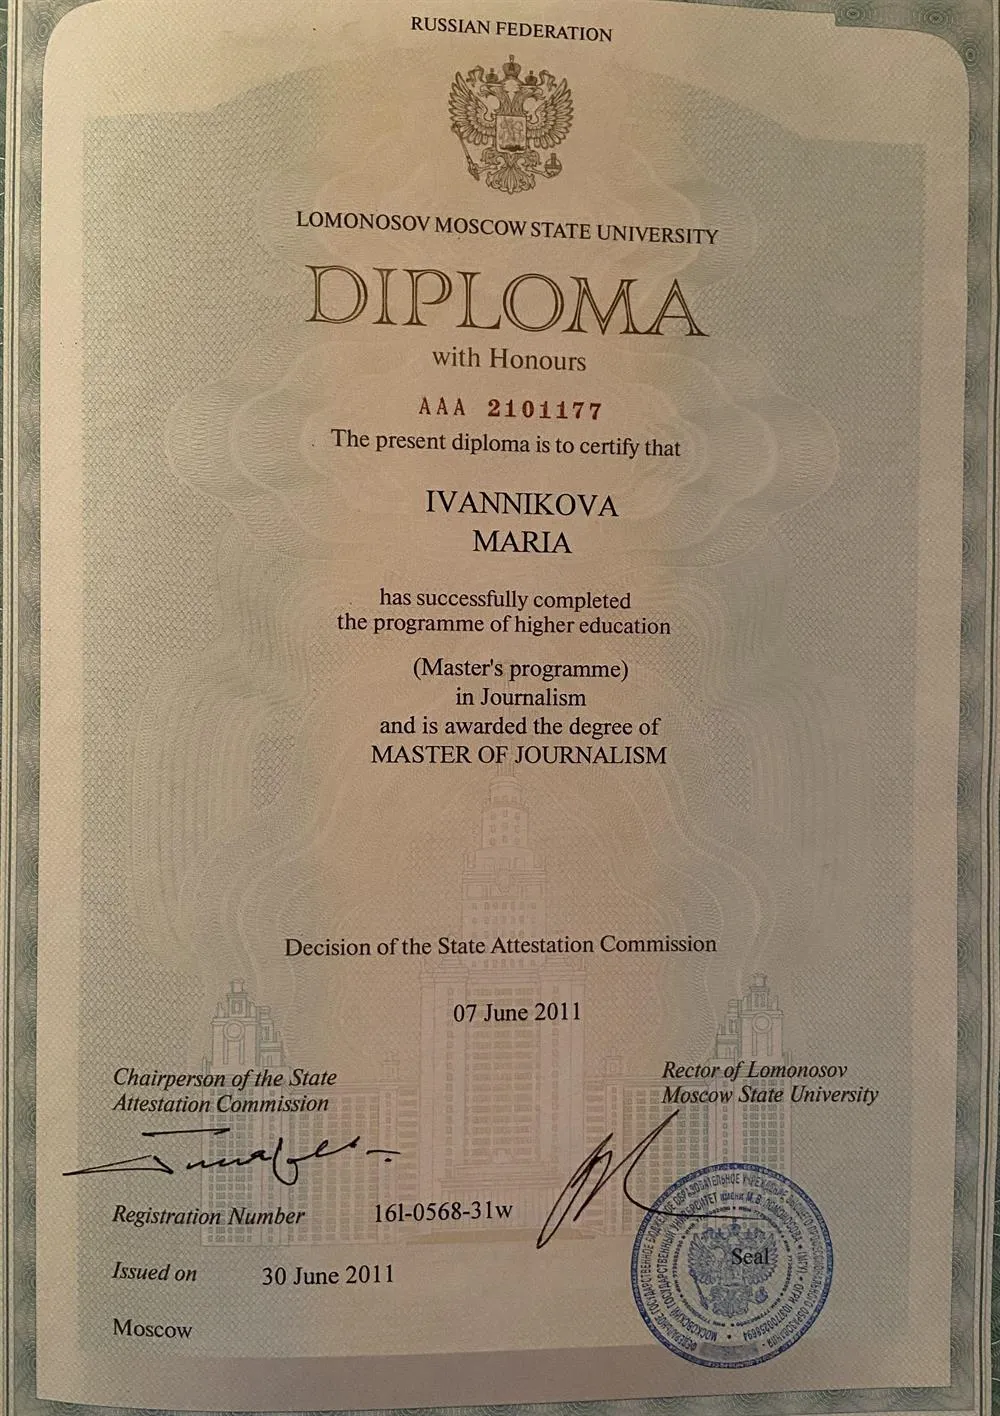 RUSSIAN FEDERATION
LOMONOSOV MOSCOW STATE UNIVERSITY
DIPLOMA
with Honours
AAA 2101177
The present diploma is to certify that
IVANNIKOVA
MARIA
has successfully completed
the programme of higher education
(Master's programme)
in Journalism
and is awarded the degree of
MASTER OF JOURNALISM
Decision of the State Attestation Commission
07 June 2011
Chairperson of the State
Attestation Commission
Rector of Lomonosov
Moscow State University
Registration Number 16l-0568-31w
Issued on 30 June 2011
Moscow
Seal